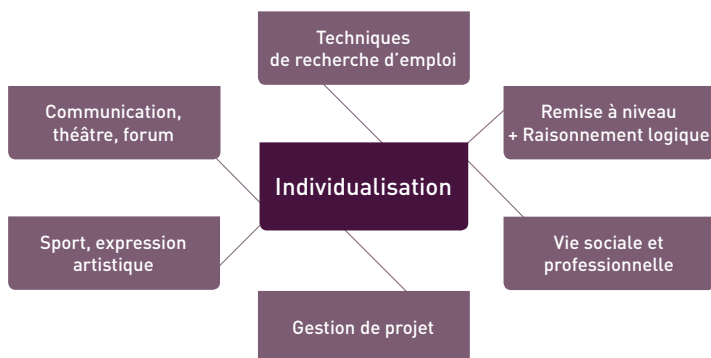 Techniques
de recherche d'emploi
Communication,
théâtre, forum
Remise à niveau
+ Raisonnement logique
Individualisation
Sport, expression
artistique
Vie sociale et
professionnelle
Gestion de projet